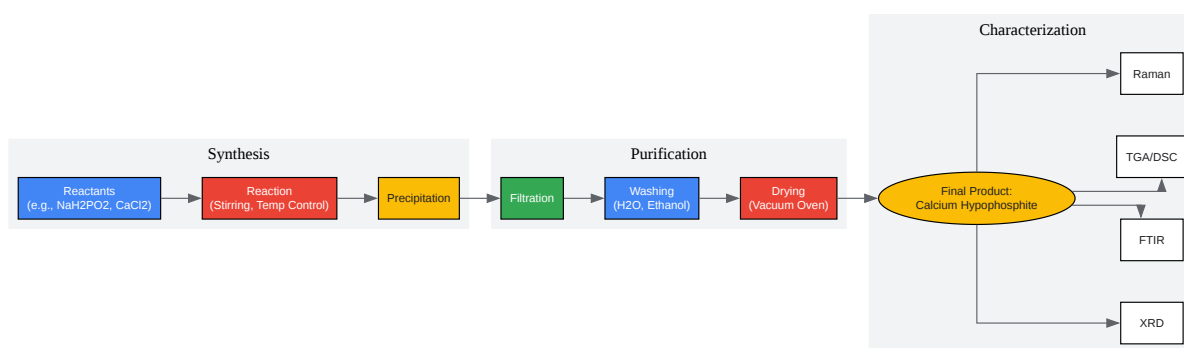 Synthesis
Reactants
(e.g., NaH2PO2, CaCl2)
Reaction
(Stirring, Temp Control)
Precipitation
Purification
Filtration
Washing
(H2O, Ethanol)
Drying
(Vacuum Oven)
Characterization
Final Product:
Calcium Hypophosphite
Raman
TGA/DSC
FTIR
XRD